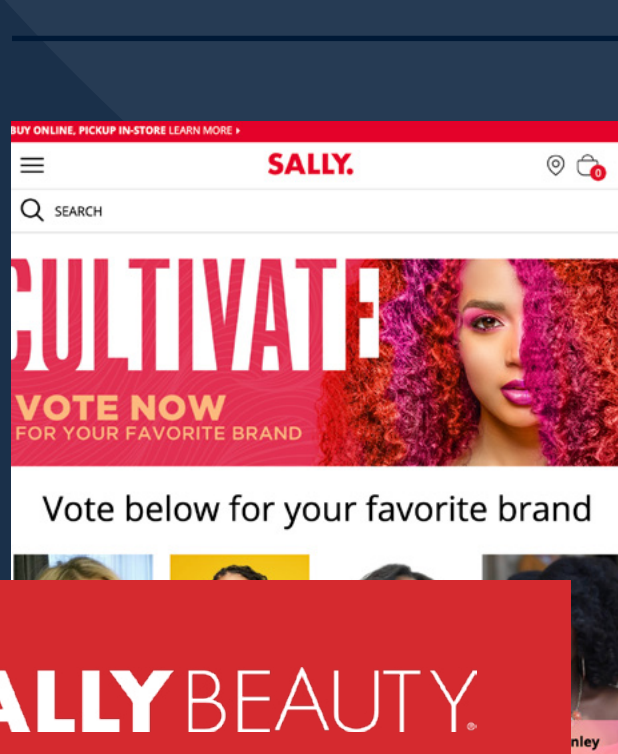 BUY ONLINE, PICKUP IN-STORE LEARN MORE
SALLY.
0
SEARCH
CULTIVATE
VOTE NOW
FOR YOUR FAVORITE BRAND
Vote below for your favorite brand
ALLY BEAUTY®
nley